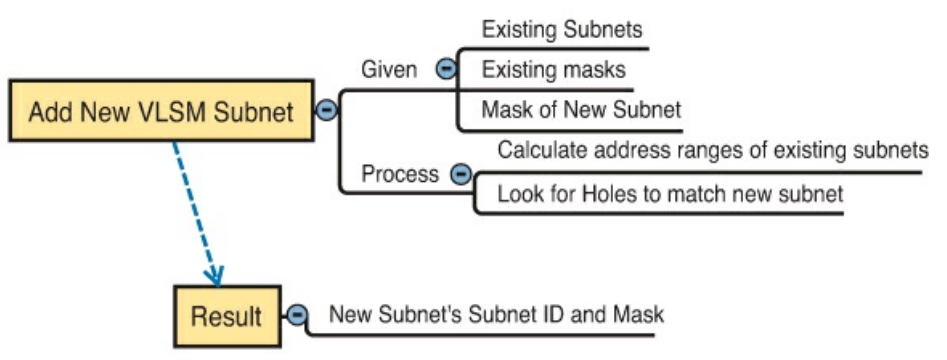 Existing Subnets
Given
Existing masks
Add New VLSM Subnet
Mask of New Subnet
Calculate address ranges of existing subnets
Process
Look for Holes to match new subnet
Result
New Subnet's Subnet ID and Mask